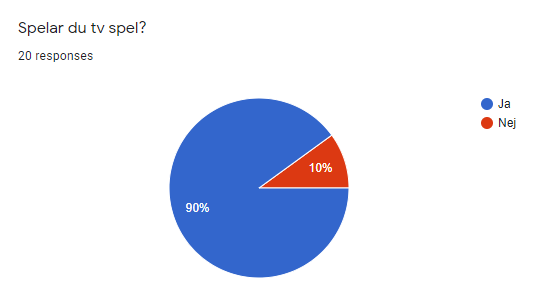 Spelar du tv spel?
20 responses
Ja
Nej
10%
90%